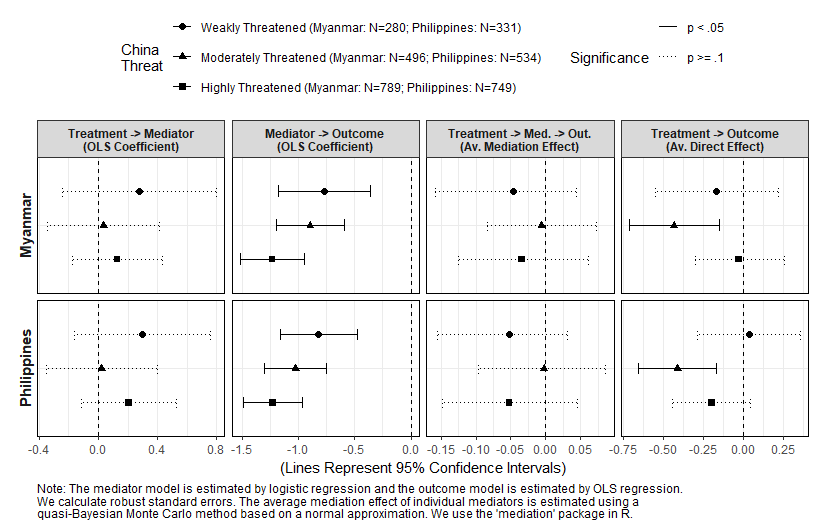 China
Threat
Weakly Threatened (Myanmar: N=280; Philippines: N=331)
Moderately Threatened (Myanmar: N=496; Philippines: N=534)
Highly Threatened (Myanmar: N=789; Philippines: N=749)
Significance
p < .05
p >= .1
Treatment -> Mediator
(OLS Coefficient)
Mediator -> Outcome
(OLS Coefficient)
Treatment -> Med. -> Out.
(Av. Mediation Effect)
Treatment -> Outcome
(Av. Direct Effect)
Myanmar
Philippines
-0.4 0.0 0.4 0.8
-1.5 -1.0 -0.5 0.0
-0.15 -0.10 -0.05 0.00 0.05
-0.75 -0.50 -0.25 0.00 0.25
(Lines Represent 95% Confidence Intervals)
Note: The mediator model is estimated by logistic regression and the outcome model is estimated by OLS regression.
We calculate robust standard errors. The average mediation effect of individual mediators is estimated using a
quasi-Bayesian Monte Carlo method based on a normal approximation. We use the 'mediation' package in R.